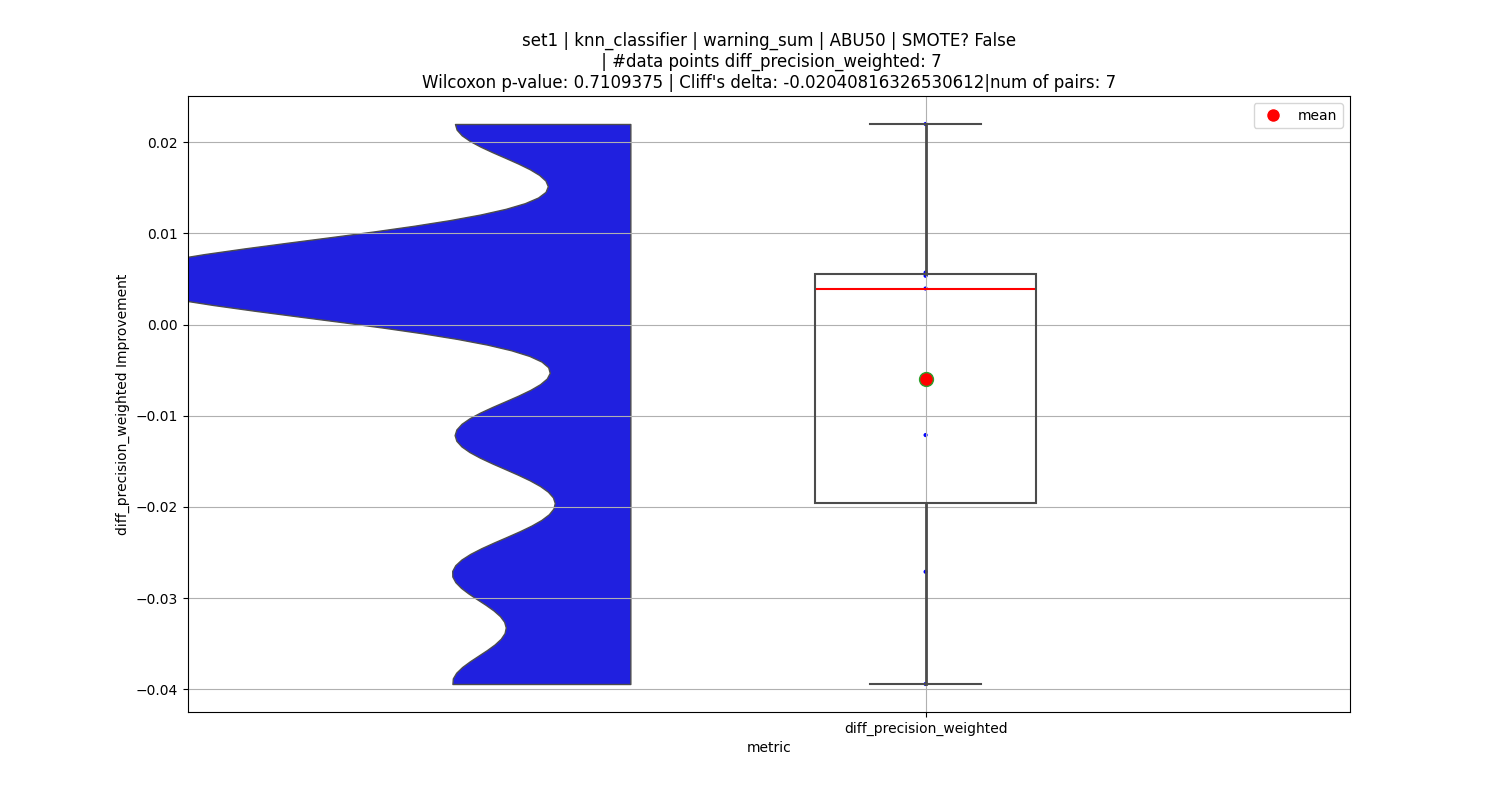 set1 | knn_classifier | warning_sum | ABU50 | SMOTE? False
| #data points diff_precision_weighted: 7
Wilcoxon p-value: 0.7109375 | Cliff's delta: -0.02040816326530612|num of pairs: 7
mean
0.02
0.01
0.00
−0.01
−0.02
−0.03
−0.04
diff_precision_weighted Improvement
diff_precision_weighted
metric